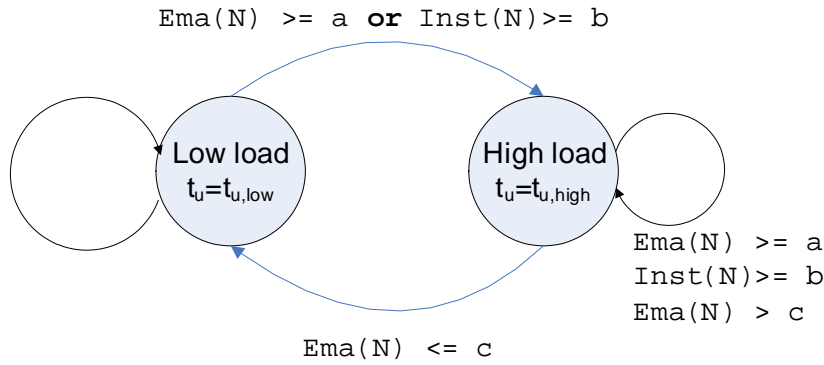 Ema(N) >= a or Inst(N)>= b
Low load
tu=tu,low
High load
tu=tu,high
Ema(N) >= a
Inst(N)>= b
Ema(N) > c
Ema(N) <= c